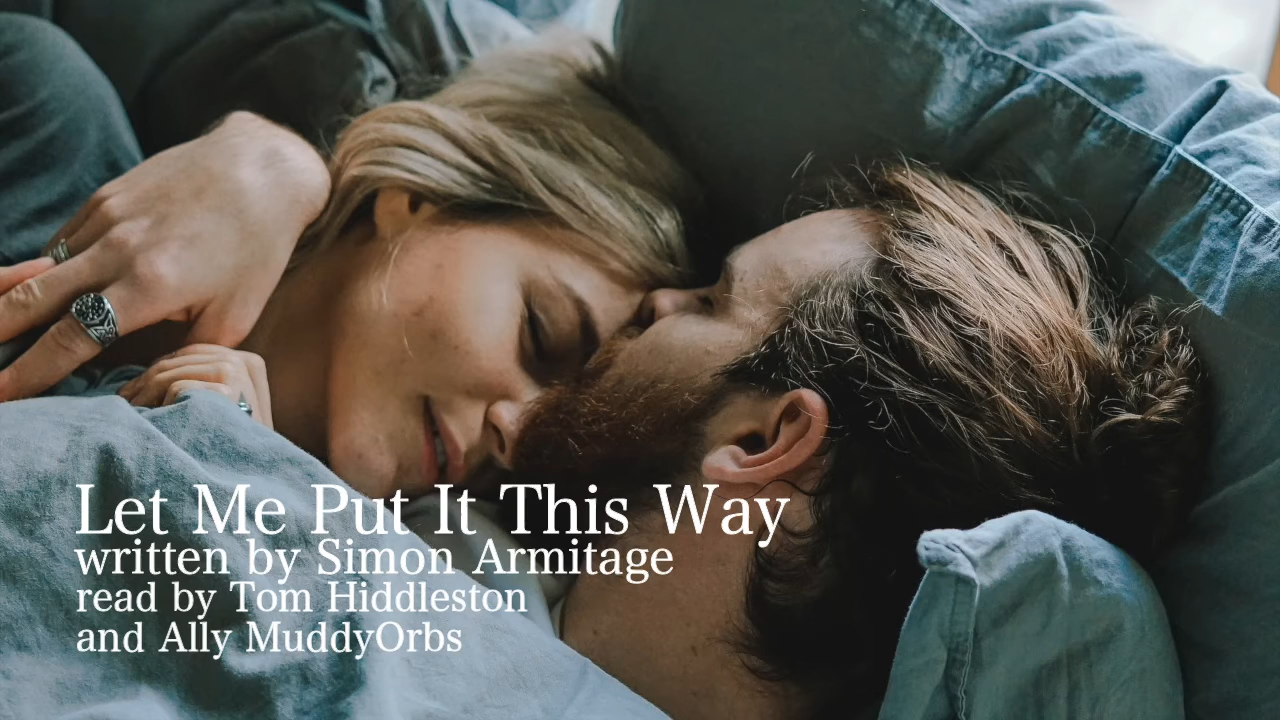 Let Me Put It This Way
written by Simon Armitage
read by Tom Hiddleston
and Ally MuddyOrbs